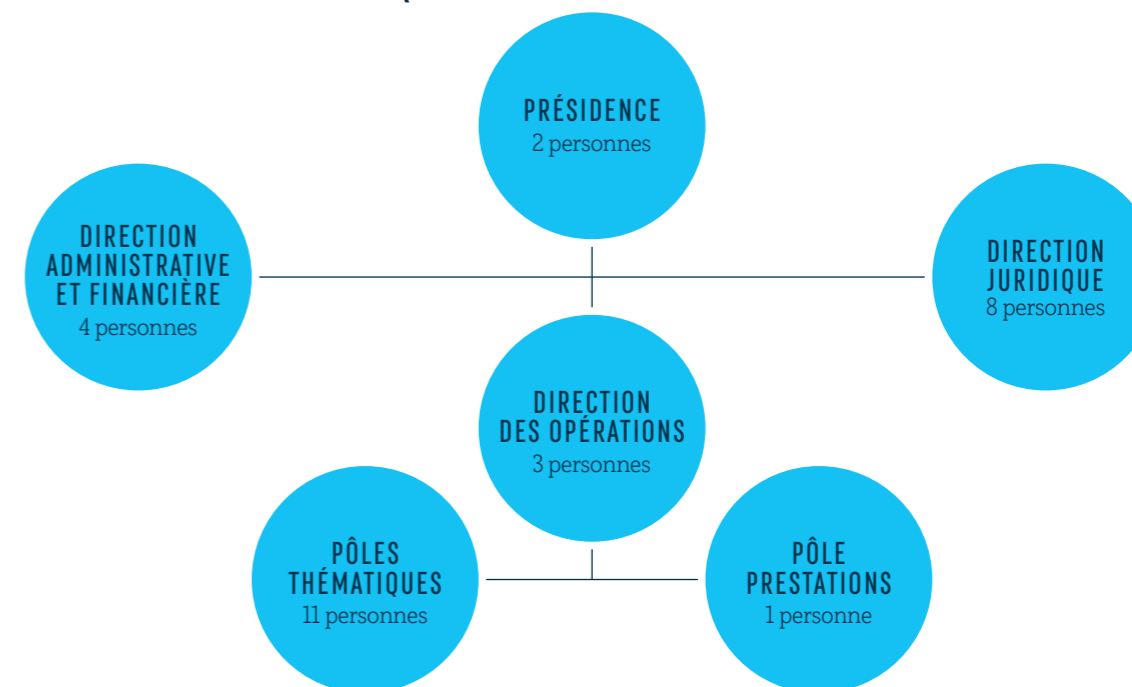 PRÉSIDENCE
2 personnes
DIRECTION
ADMINISTRATIVE
ET FINANCIÈRE
4 personnes
DIRECTION
JURIDIQUE
8 personnes
DIRECTION
DES OPÉRATIONS
3 personnes
PÔLES
THÉMATIQUES
11 personnes
PÔLE
PRESTATIONS
1 personne